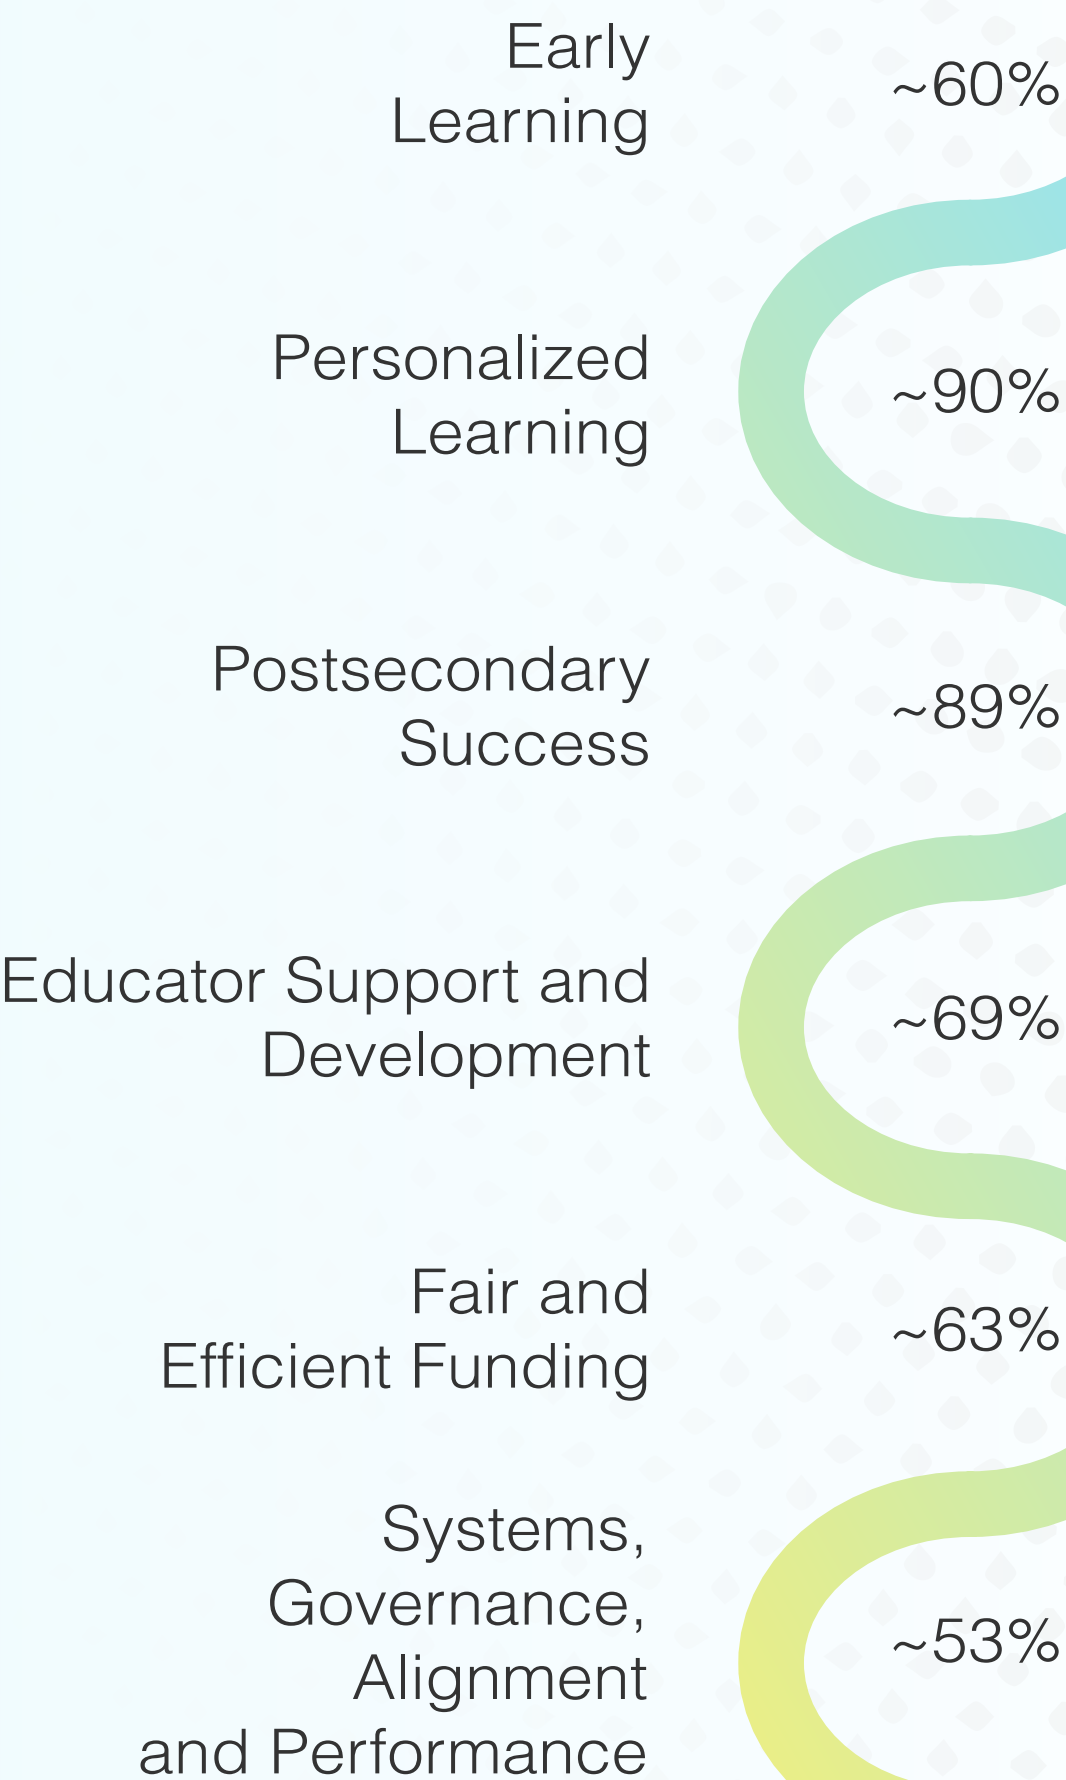 Early
Learning
~60%
Personalized
Learning
~90%
Postsecondary
Success
~89%
Educator Support and
Development
~69%
Fair and
Efficient Funding
~63%
Systems,
Governance,
Alignment
and Performance
~53%